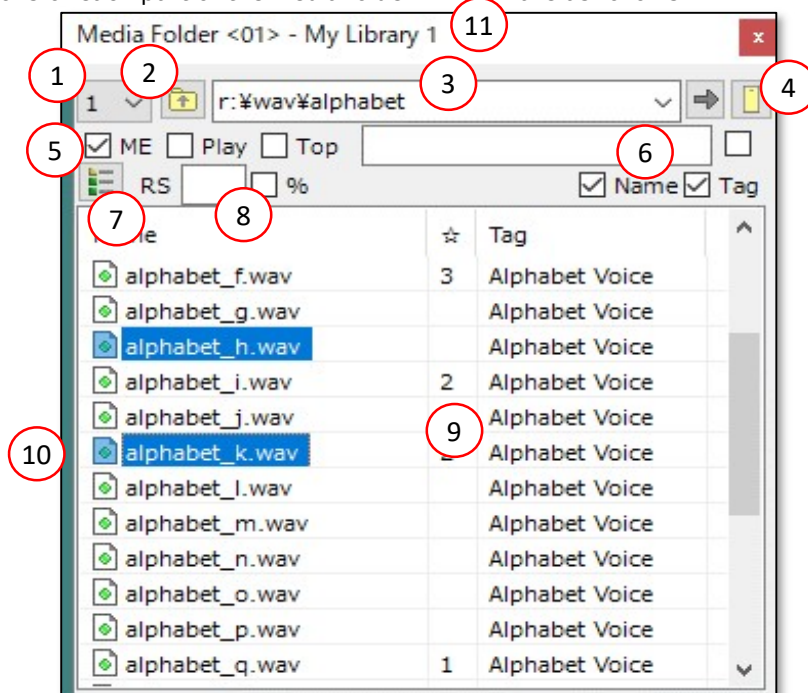 Media Folder <01> - My Library 1
11
x
1
2
3
4
1
r:¥wav¥alphabet
5
ME
Play
Top
6
RS
%
Name
Tag
7
8
☆
Tag
alphabet_f.wav 3 Alphabet Voice
alphabet_g.wav Alphabet Voice
alphabet_h.wav Alphabet Voice
alphabet_i.wav 2 Alphabet Voice
alphabet_j.wav Alphabet Voice
9
10
alphabet_k.wav Alphabet Voice
alphabet_l.wav Alphabet Voice
alphabet_m.wav Alphabet Voice
alphabet_n.wav Alphabet Voice
alphabet_o.wav Alphabet Voice
alphabet_p.wav Alphabet Voice
alphabet_q.wav 1 Alphabet Voice